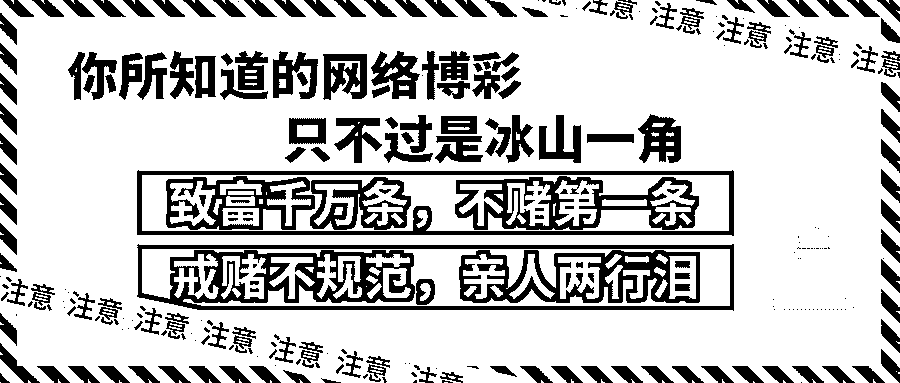 注意 注意 注意 注意 注意
你所知道的网络博彩
只不过是冰山一角
致富千万条，不赌第一条
戒赌不规范，亲人两行泪
注意 注意 注意 注意 注意 注意 注意